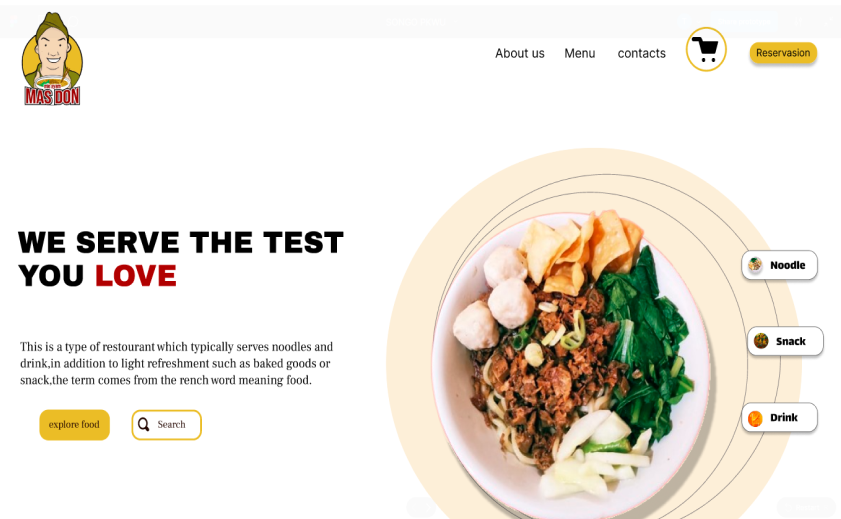 About us Menu contacts Reservasion
MAS DON
WE SERVE THE TEST
YOU LOVE
This is a type of restourant which typically serves noodles and
drink,in addition to light refreshment such as baked goods or
snack,the term comes from the rench word meaning food.
explore food Search
Noodle
Snack
Drink